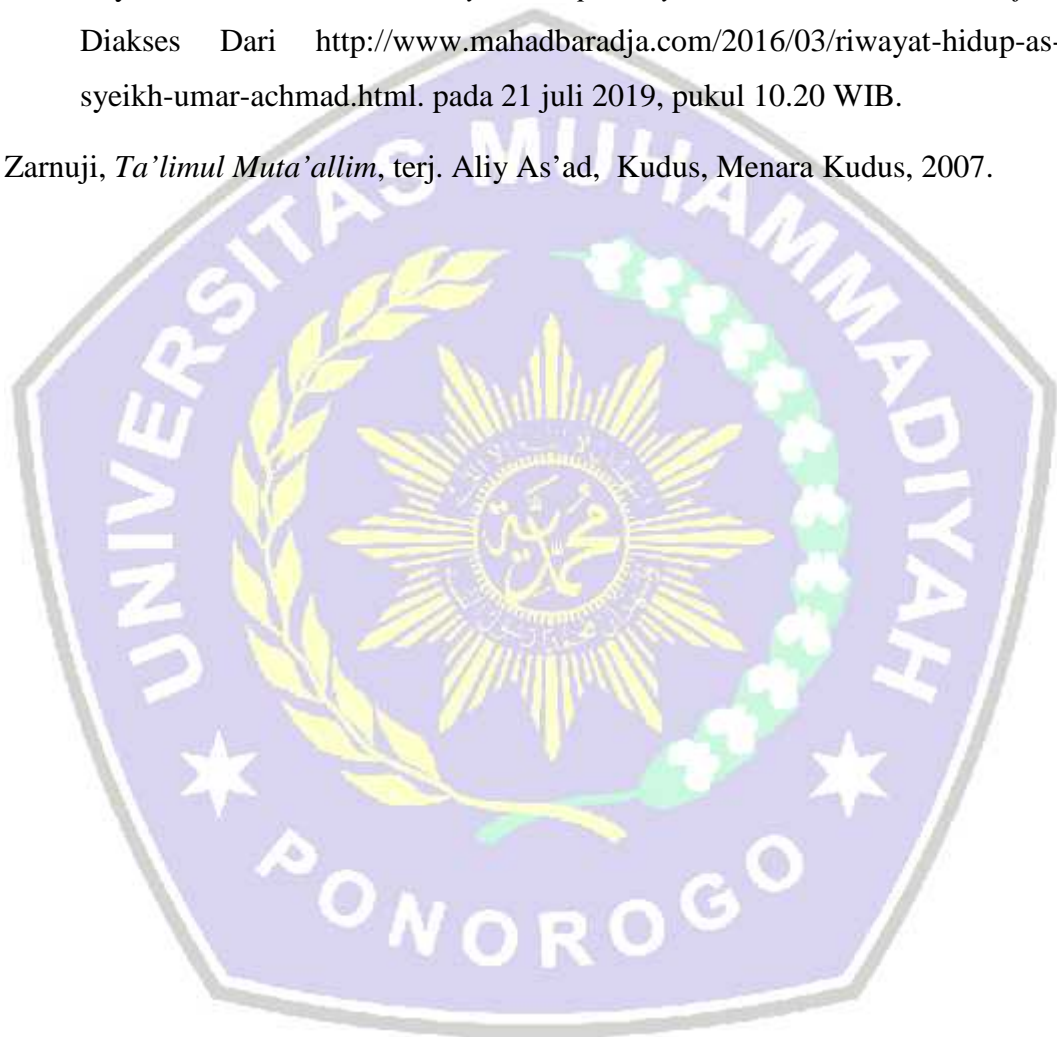 Diakses Dari http://www.mahadbaradja.com/2016/03/riwayat-hidup-as-
syeikh-umar-achmad.html. pada 21 juli 2019, pukul 10.20 WIB.
Zarnuji, Ta’limul Muta’allim, terj. Aliy As’ad, Kudus, Menara Kudus, 2007.
UNIVERSITAS MUHAMMADIYAH
PONOROGO